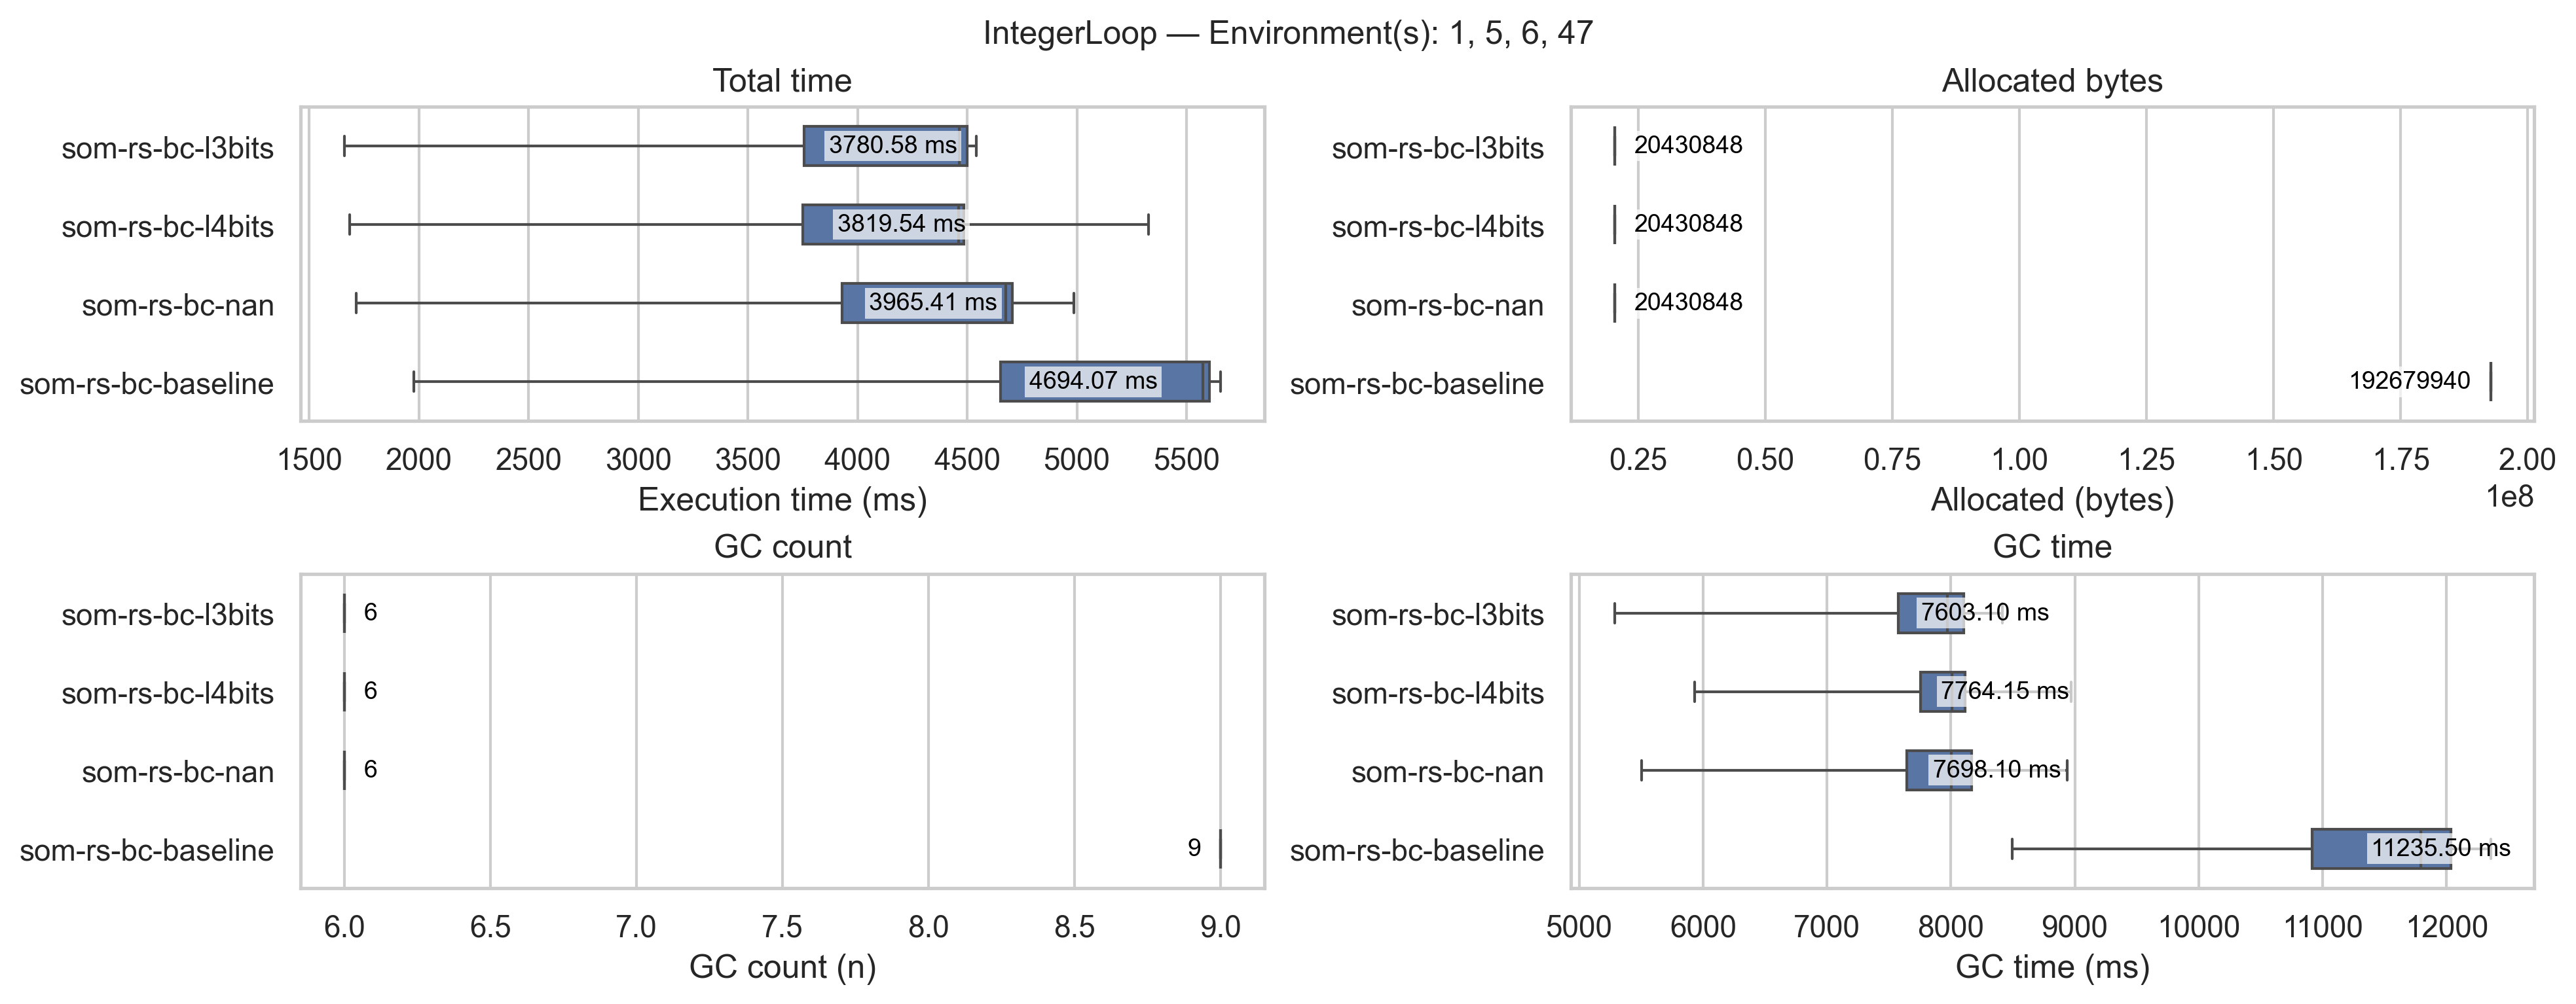 IntegerLoop — Environment(s): 1, 5, 6, 47
Total time
som-rs-bc-l3bits
3780.58 ms
som-rs-bc-l4bits
3819.54 ms
som-rs-bc-nan
3965.41 ms
som-rs-bc-baseline
4694.07 ms
1500 2000 2500 3000 3500 4000 4500 5000 5500
Execution time (ms)
Allocated bytes
som-rs-bc-l3bits
20430848
som-rs-bc-l4bits
20430848
som-rs-bc-nan
20430848
som-rs-bc-baseline
192679940
0.25 0.50 0.75 1.00 1.25 1.50 1.75 2.00
1e8
Allocated (bytes)
GC count
som-rs-bc-l3bits
6
som-rs-bc-l4bits
6
som-rs-bc-nan
6
som-rs-bc-baseline
9
6.0 6.5 7.0 7.5 8.0 8.5 9.0
GC count (n)
GC time
som-rs-bc-l3bits
7603.10 ms
som-rs-bc-l4bits
7764.15 ms
som-rs-bc-nan
7698.10 ms
som-rs-bc-baseline
11235.50 ms
5000 6000 7000 8000 9000 10000 11000 12000
GC time (ms)